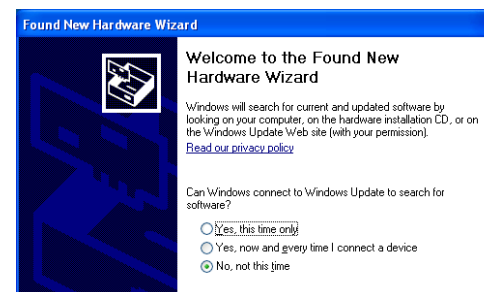 Found New Hardware Wizard
Welcome to the Found New
Hardware Wizard
Windows will search for current and updated software by
looking on your computer, on the hardware installation CD, or on
the Windows Update Web site (with your permission).
Read our privacy policy
Can Windows connect to Windows Update to search for
software?
Yes, this time only
Yes, now and every time I connect a device
No, not this time